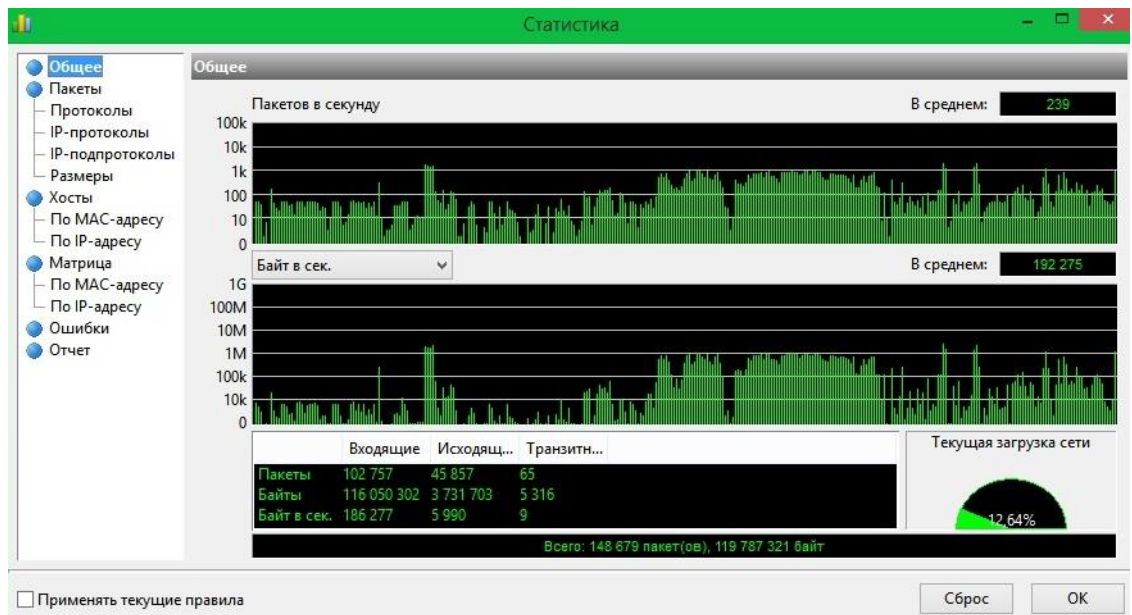 Статистика
Общее
Пакеты
Протоколы
IP-протоколы
IP-подпротоколы
Размеры
Хосты
По MAC-адресу
По IP-адресу
Матрица
По MAC-адресу
По IP-адресу
Ошибки
Отчет
Общее
Пакетов в секунду
В среднем: 239
100k
10k
1k
100
10
0
Байт в сек.
В среднем: 192 275
1G
100M
10M
1M
100k
10k
0
Входящие Исходящ... Транзитн...
Пакеты 102 757 45 857 65
Байты 116 050 302 3 731 703 5 316
Байт в сек. 186 277 5 990 9
Текущая загрузка сети
12,64%
Всего: 148 679 пакет(ов), 119 787 321 байт
Применять текущие правила
Сброс
OK